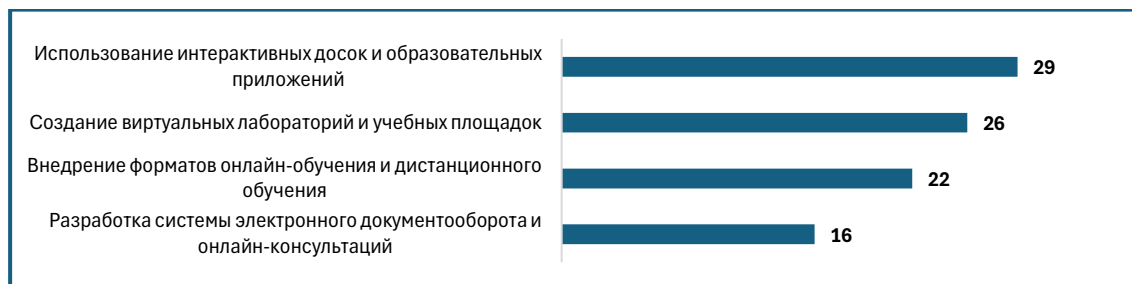 Использование интерактивных досок и образовательных
приложений
29
Создание виртуальных лабораторий и учебных площадок
26
Внедрение форматов онлайн-обучения и дистанционного
обучения
22
Разработка системы электронного документооборота и
онлайн-консультаций
16